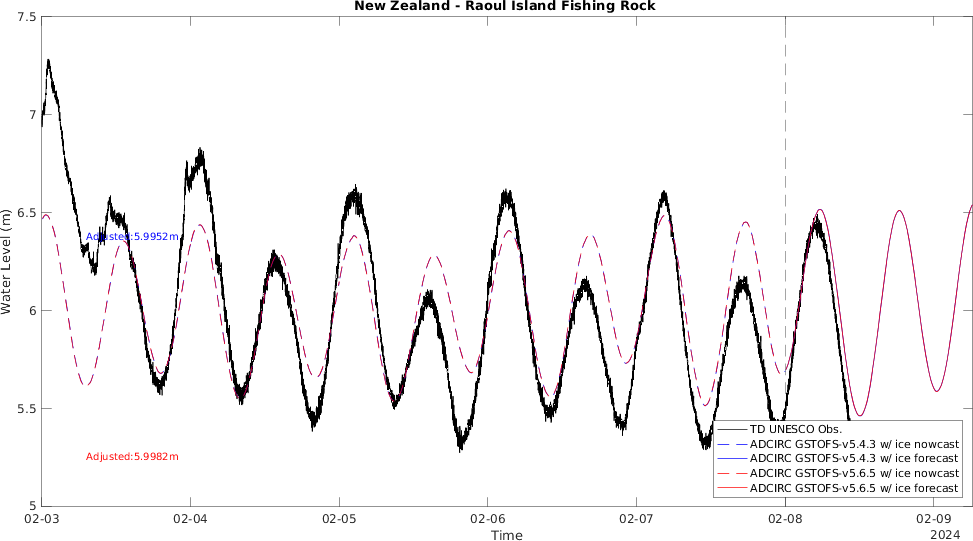 New Zealand - Raoul Island Fishing Rock
7.5
7
6.5
6
5.5
5
Water Level (m)
Adjusted:5.9952m
Adjusted:5.9982m
TD UNESCO Obs.
ADCIRC GSTOFS-v5.4.3 w/ ice nowcast
ADCIRC GSTOFS-v5.4.3 w/ ice forecast
ADCIRC GSTOFS-v5.6.5 w/ ice nowcast
ADCIRC GSTOFS-v5.6.5 w/ ice forecast
02-03 02-04 02-05 02-06 02-07 02-08 02-09
Time
2024